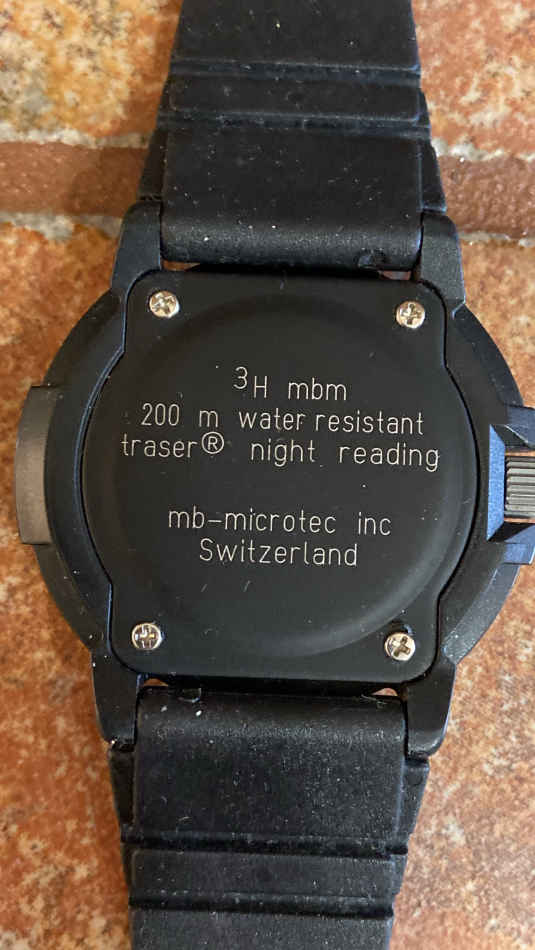 ³H mbm
200 m water resistant
traser® night reading
mb-microtec inc
Switzerland